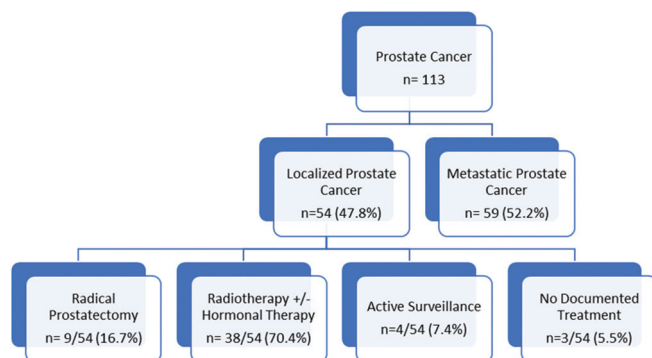 Prostate Cancer
n= 113
Localized Prostate
Cancer
n=54 (47.8%)
Metastatic Prostate
Cancer
n= 59 (52.2%)
Radical
Prostatectomy
n= 9/54 (16.7%)
Radiotherapy +/-
Hormonal Therapy
n= 38/54 (70.4%)
Active Surveillance
n=4/54 (7.4%)
No Documented
Treatment
n=3/54 (5.5%)